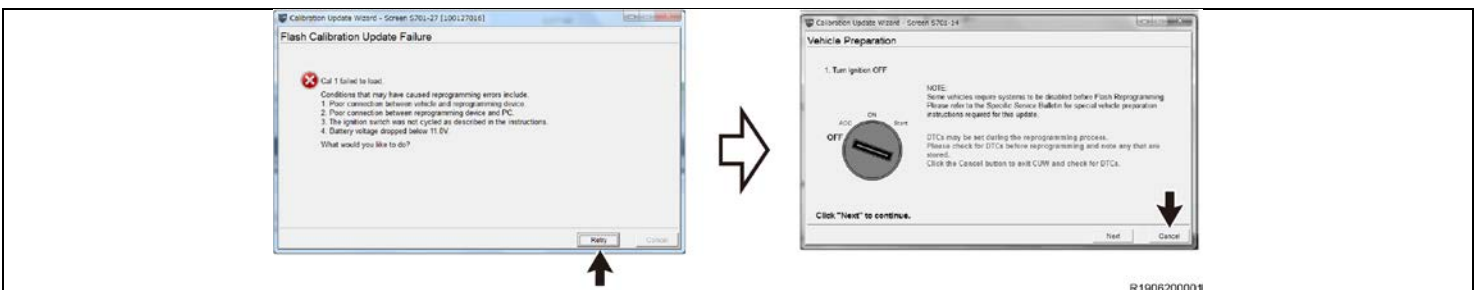 Calibration Update Wizard - Screen S701-27 [100127016]
Flash Calibration Update Failure
Cal 1 failed to load.
Conditions that may have caused reprogramming errors include.
1. Poor connection between vehicle and reprogramming device.
2. Poor connection between reprogramming device and PC.
3. The ignition switch was not cycled as described in the instructions.
4. Battery voltage dropped below 11.0V.
What would you like to do?
Retry
Cancel
Calibration Update Wizard - Screen S701-14
Vehicle Preparation
1. Turn ignition OFF
NOTE:
Some vehicles require systems to be disabled before Flash Reprogramming.
Please refer to the Specific Service Bulletin for special vehicle preparation
instructions required for this update.
ON
ACC
Start
OFF
DTCs may be set during the reprogramming process.
Please check for DTCs before reprogramming and note any that are
stored.
Click the Cancel button to exit CUW and check for DTCs.
Click "Next" to continue.
Next
Cancel
R1906200001